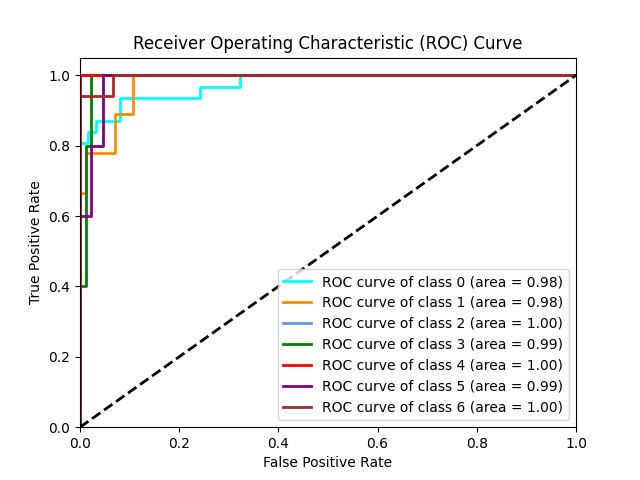 Receiver Operating Characteristic (ROC) Curve
1.0
0.8
0.6
0.4
0.2
0.0
True Positive Rate
ROC curve of class 0 (area = 0.98)
ROC curve of class 1 (area = 0.98)
ROC curve of class 2 (area = 1.00)
ROC curve of class 3 (area = 0.99)
ROC curve of class 4 (area = 1.00)
ROC curve of class 5 (area = 0.99)
ROC curve of class 6 (area = 1.00)
0.0 0.2 0.4 0.6 0.8 1.0
False Positive Rate